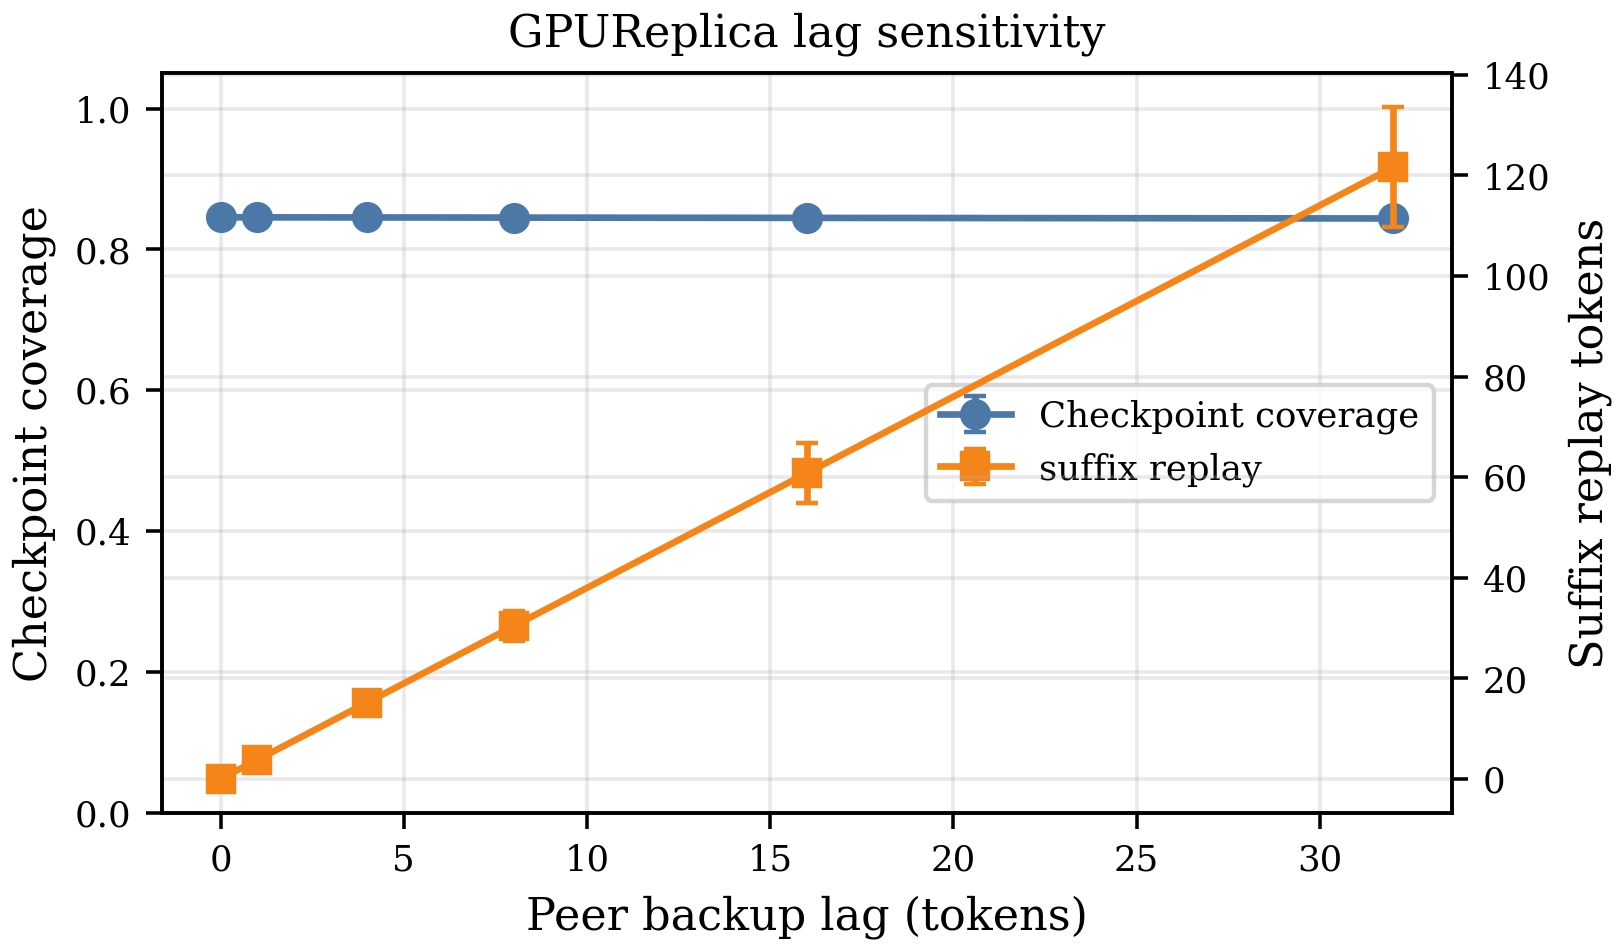 GPUReplica lag sensitivity
Checkpoint coverage
1.0
0.8
0.6
0.4
0.2
0.0
140
120
100
80
60
40
20
0
Suffix replay tokens
Checkpoint coverage
suffix replay
0 5 10 15 20 25 30
Peer backup lag (tokens)